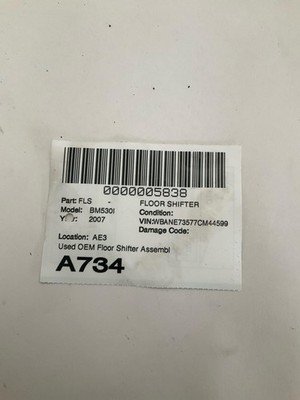 0000005838
Part: FLS - FLOOR SHIFTER
Model: BM530I Condition:
Year: 2007 VIN:WBANE73577CM44599
Damage Code:
Location: AE3
Used OEM Floor Shifter Assembl
A734